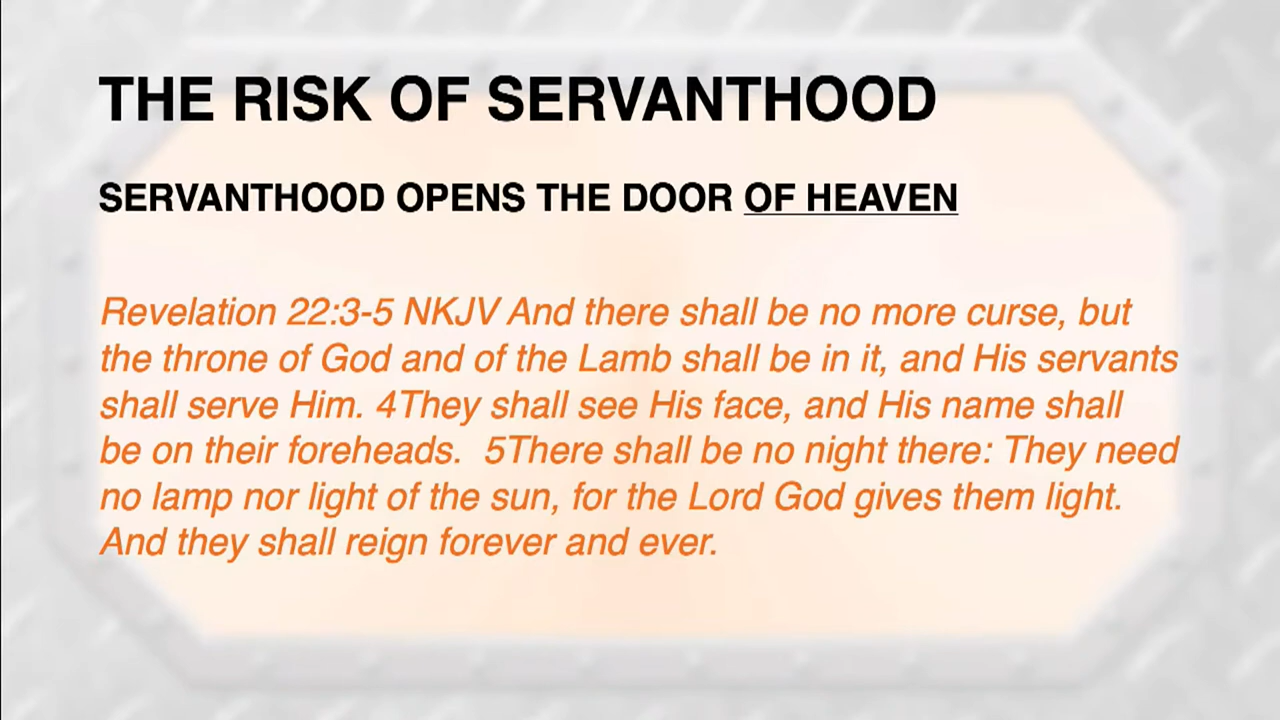 THE RISK OF SERVANTHOOD
SERVANTHOOD OPENS THE DOOR OF HEAVEN
Revelation 22:3-5 NKJV And there shall be no more curse, but
the throne of God and of the Lamb shall be in it, and His servants
shall serve Him. 4They shall see His face, and His name shall
be on their foreheads.  5There shall be no night there: They need
no lamp nor light of the sun, for the Lord God gives them light.
And they shall reign forever and ever.